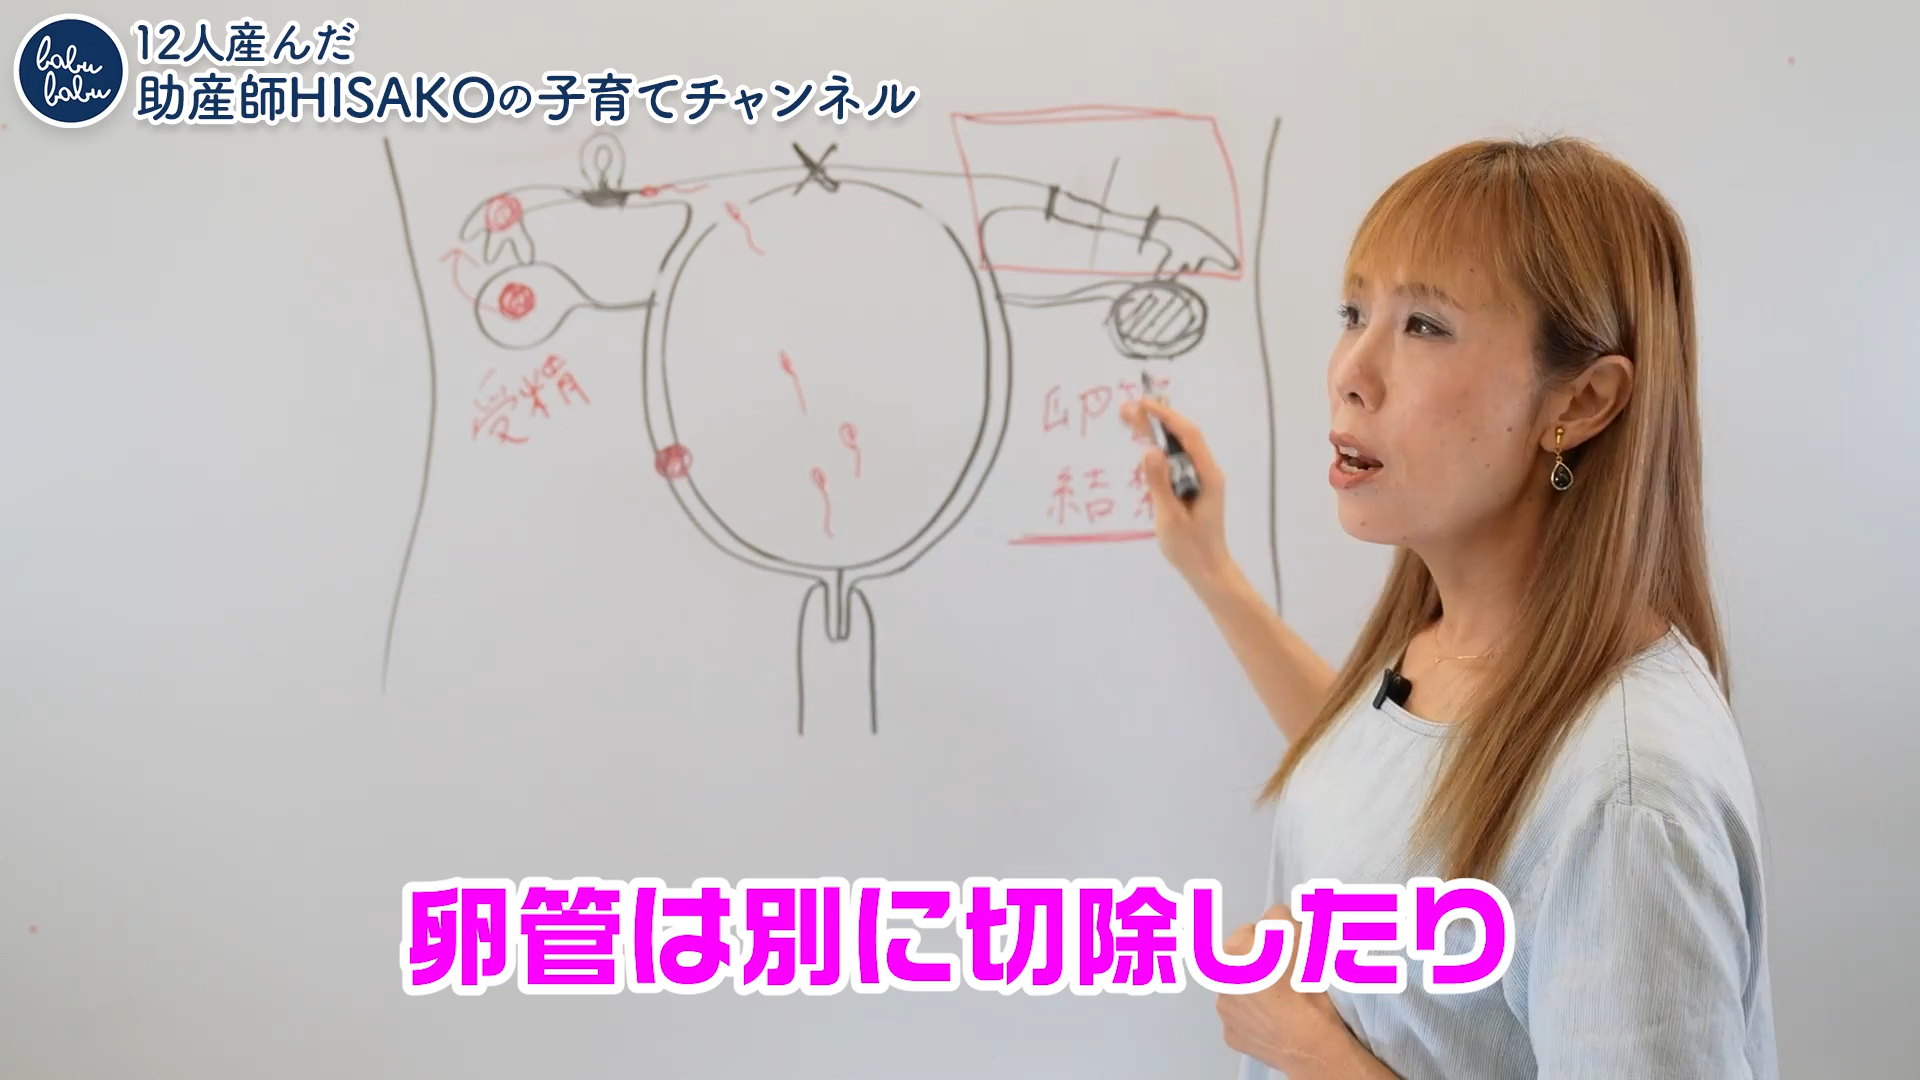 babu
babu
12人産んだ
助産師HISAKOの子育てチャンネル
受精
卵管
結紮
卵管は別に切除したり